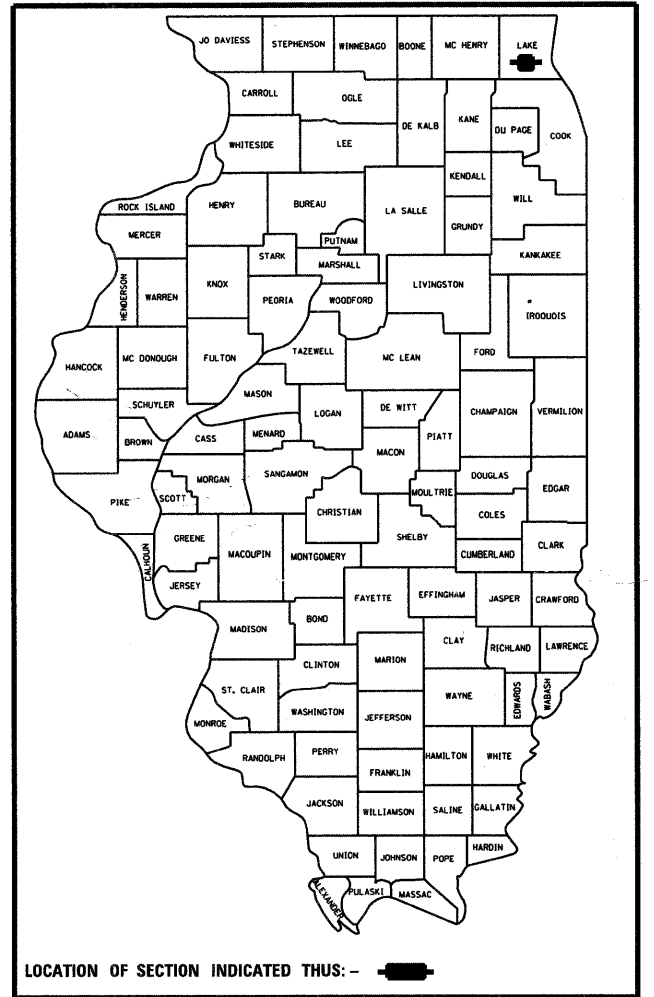 JO DAVIESS
STEPHENSON
WINNEBAGO
BOONE
MC HENRY
LAKE
CARROLL
OGLE
DE KALB
KANE
DU PAGE
COOK
WHITESIDE
LEE
KENDALL
WILL
ROCK ISLAND
HENRY
BUREAU
LA SALLE
GRUNDY
MERCER
PUTNAM
STARK
MARSHALL
KANKAKEE
HENDERSON
WARREN
KNOX
PEORIA
WOODFORD
LIVINGSTON
IROQUOIS
HANCOCK
MC DONOUGH
FULTON
TAZEWELL
MC LEAN
FORD
MASON
SCHUYLER
LOGAN
DE WITT
CHAMPAIGN
VERMILION
ADAMS
BROWN
CASS
MENARD
PIATT
MACON
PIKE
SCOTT
MORGAN
SANGAMON
DOUGLAS
MOULTRIE
EDGAR
CHRISTIAN
COLES
CALHOUN
GREENE
MACOUPIN
MONTGOMERY
SHELBY
CUMBERLAND
CLARK
JERSEY
FAYETTE
EFFINGHAM
JASPER
CRAWFORD
MADISON
BOND
CLAY
RICHLAND
LAWRENCE
CLINTON
MARION
ST. CLAIR
WAYNE
EDWARDS
WABASH
MONROE
WASHINGTON
JEFFERSON
RANDOLPH
PERRY
HAMILTON
WHITE
FRANKLIN
JACKSON
WILLIAMSON
SALINE
GALLATIN
UNION
JOHNSON
POPE
HARDIN
ALEXANDER
PULASKI
MASSAC
LOCATION OF SECTION INDICATED THUS: –